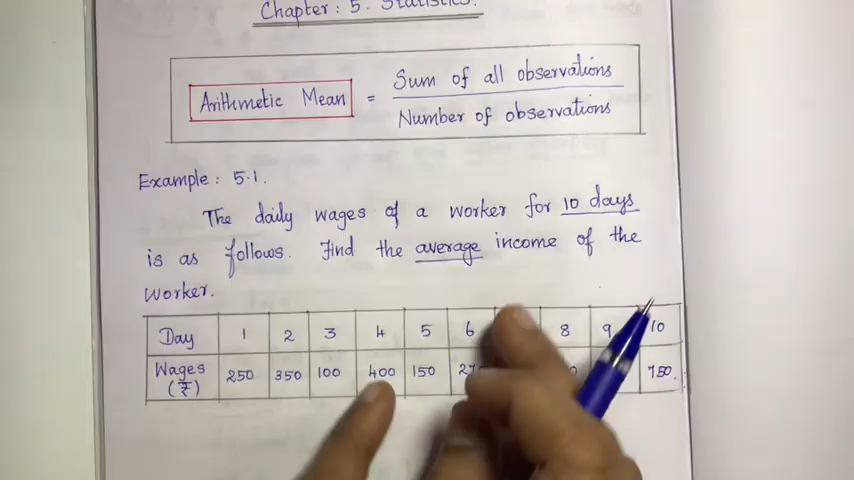 Chapter: 5. Statistics.
Arithmetic Mean = Sum of all observations
Number of observations
Example: 5.1.
The daily wages of a worker for 10 days
is as follows. Find the average income of the
worker.
Day 1 2 3 4 5 6 8 9 10
Wages 250 350 100 400 150 750.
(₹)